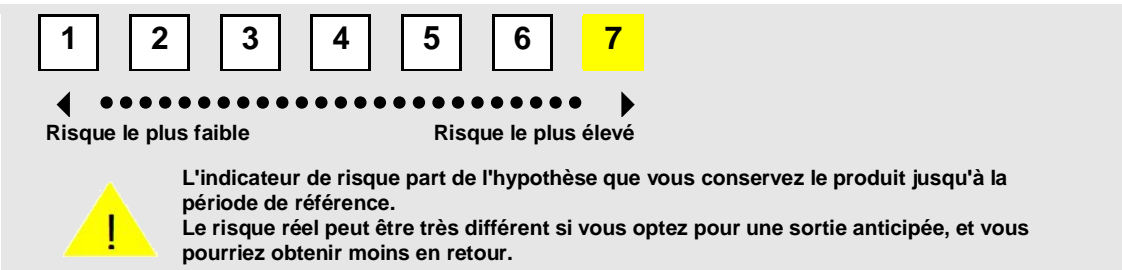 1 2 3 4 5 6 7
Risque le plus faible Risque le plus élevé
L'indicateur de risque part de l'hypothèse que vous conservez le produit jusqu'à la
période de référence.
Le risque réel peut être très différent si vous optez pour une sortie anticipée, et vous
pourriez obtenir moins en retour.
!